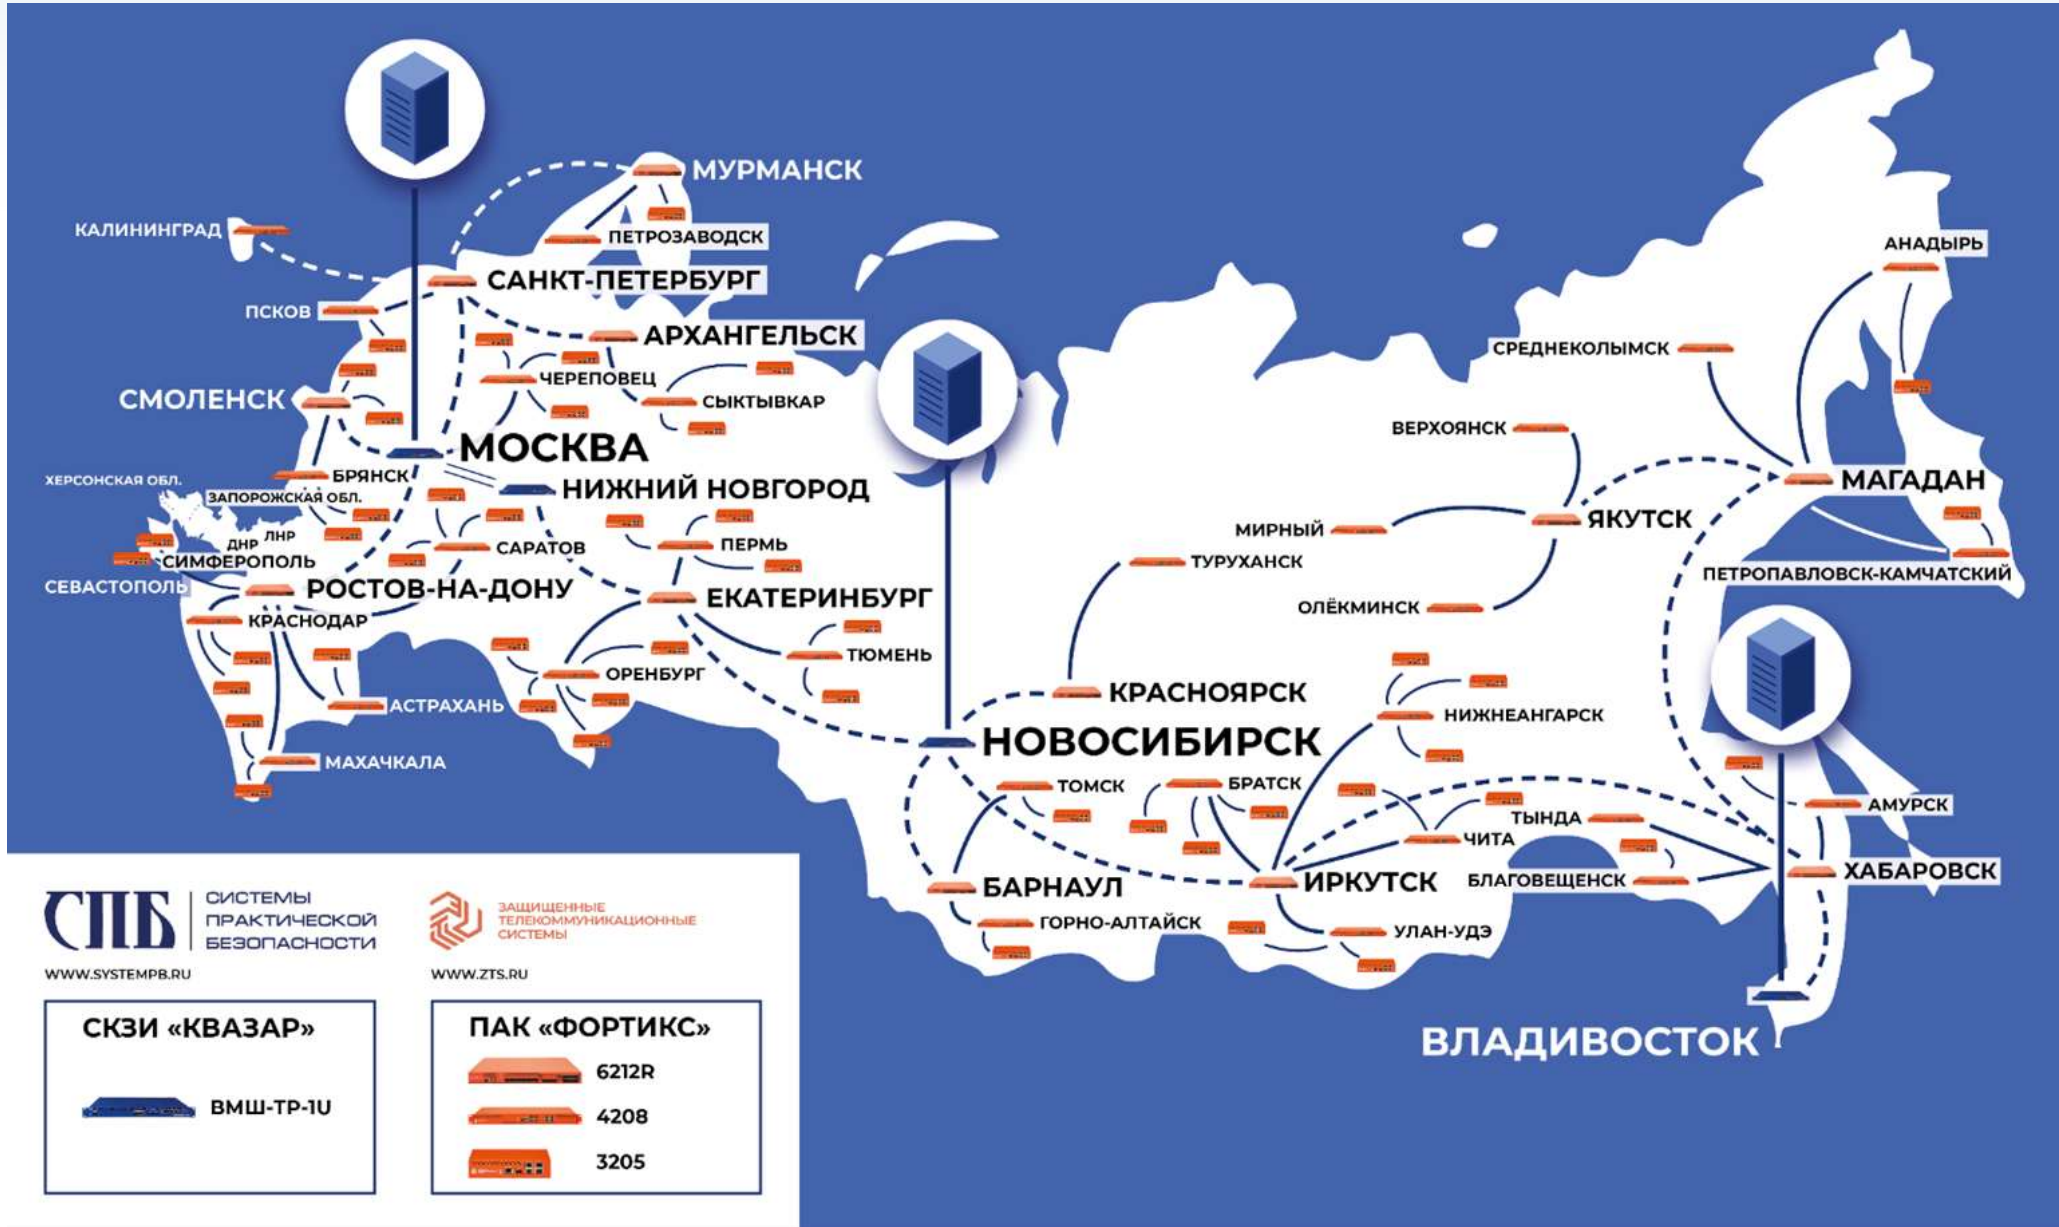 МУРМАНСК
КАЛИНИНГРАД
ПЕТРОЗАВОДСК
АНАДЫРЬ
САНКТ-ПЕТЕРБУРГ
ПСКОВ
АРХАНГЕЛЬСК
СРЕДНЕКОЛЫМСК
ЧЕРЕПОВЕЦ
СМОЛЕНСК
СЫКТЫВКАР
ВЕРХОЯНСК
МОСКВА
БРЯНСК
ХЕРСОНСКАЯ ОБЛ.
НИЖНИЙ НОВГОРОД
МАГАДАН
ЗАПОРОЖСКАЯ ОБЛ.
ЯКУТСК
МИРНЫЙ
ЛНР
ДНР
САРАТОВ
ПЕРМЬ
СИМФЕРОПОЛЬ
ТУРУХАНСК
ПЕТРОПАВЛОВСК-КАМЧАТСКИЙ
СЕВАСТОПОЛЬ
РОСТОВ-НА-ДОНУ
ЕКАТЕРИНБУРГ
ОЛЁКМИНСК
КРАСНОДАР
ТЮМЕНЬ
ОРЕНБУРГ
КРАСНОЯРСК
АСТРАХАНЬ
НИЖНЕАНГАРСК
НОВОСИБИРСК
МАХАЧКАЛА
ТОМСК
БРАТСК
АМУРСК
ТЫНДА
ЧИТА
ХАБАРОВСК
БАРНАУЛ
ИРКУТСК
БЛАГОВЕЩЕНСК
ГОРНО-АЛТАЙСК
УЛАН-УДЭ
ВЛАДИВОСТОК
СПБ
СИСТЕМЫ
ПРАКТИЧЕСКОЙ
БЕЗОПАСНОСТИ
WWW.SYSTEMPB.RU
ЗАЩИЩЕННЫЕ
ТЕЛЕКОММУНИКАЦИОННЫЕ
СИСТЕМЫ
WWW.ZTS.RU
СКЗИ «КВАЗАР»
ВМШ-ТР-1U
ПАК «ФОРТИКС»
6212R
4208
3205